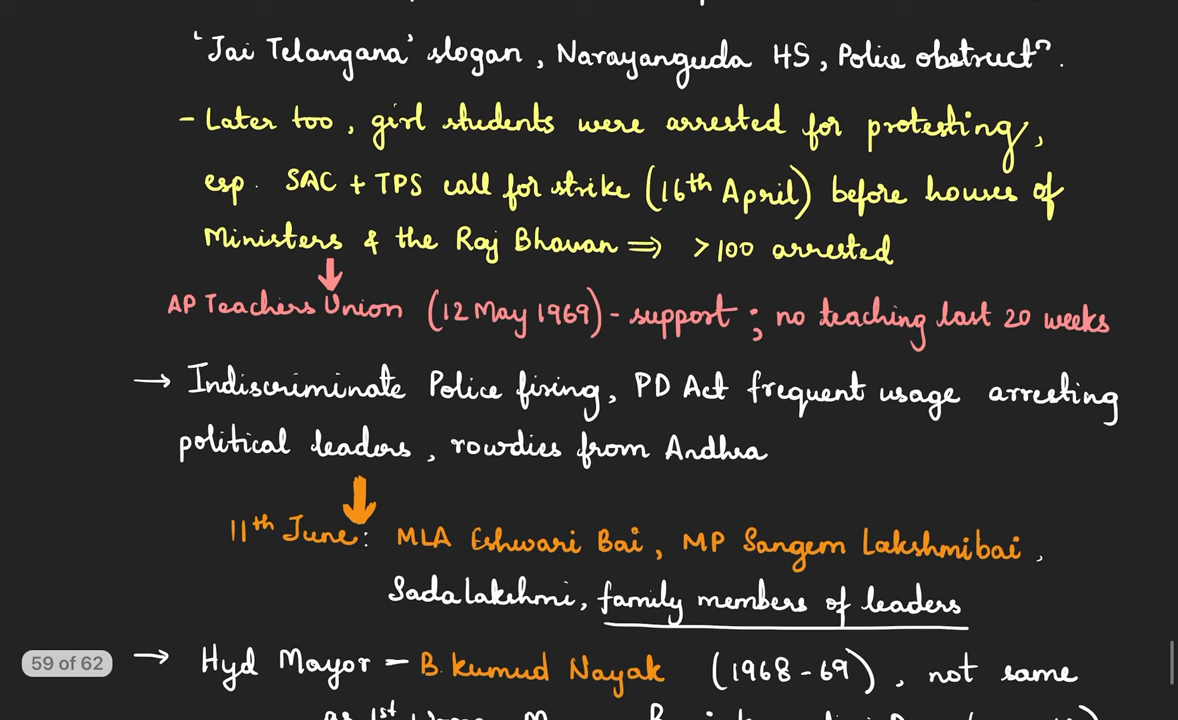 'Jai Telangana' slogan, Narayanguda HS, Police obstructn.
- Later too, girl students were arrested for protesting,
esp. SAC + TPS call for strike (16th April) before houses of
Ministers & the Raj Bhavan ⇒ >100 arrested
AP Teachers Union (12 May 1969) - support; no teaching last 20 weeks
→ Indiscriminate Police firing, PD Act frequent usage arresting
political leaders, rowdies from Andhra
11th June: MLA Eshwari Bai, MP Sangem Lakshmibai,
Sadalakshmi, family members of leaders
59 of 62
→ Hyd Mayor - B. Kumud Nayak (1968-69), not same
as 1st